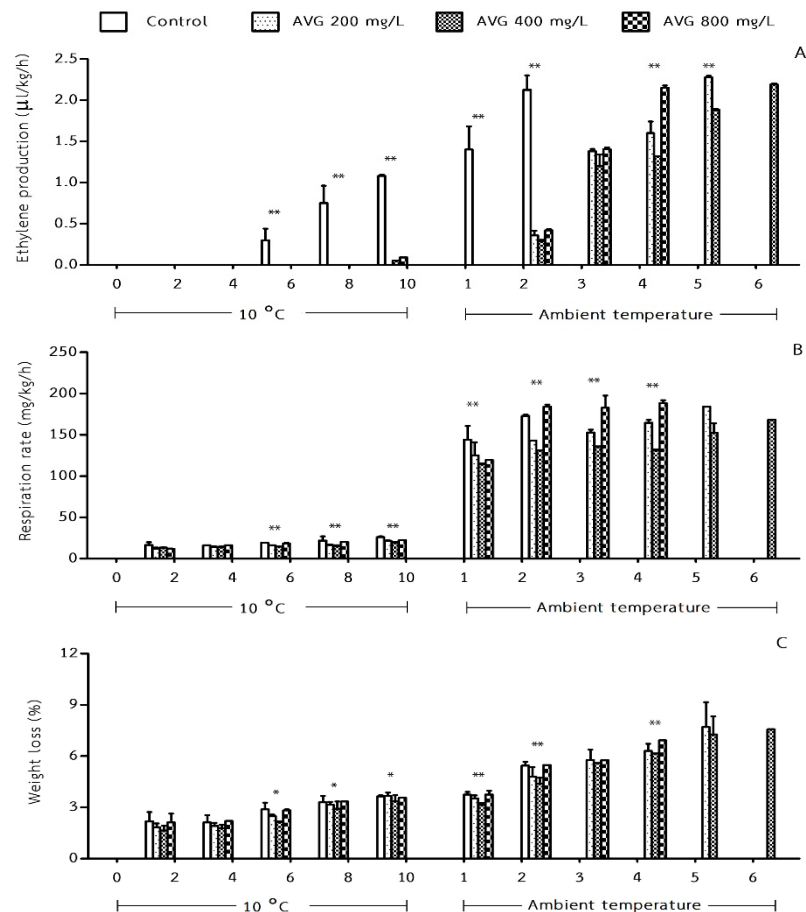 Control AVG 200 mg/L AVG 400 mg/L AVG 800 mg/L
A
Ethylene production (µl/kg/h)
2.5
2.0
1.5
1.0
0.5
0.0
** ** ** ** ** ** **
0 2 4 6 8 10 1 2 3 4 5 6
10 °C Ambient temperature
B
Respiration rate (mg/kg/h)
250
200
150
100
50
0
** ** ** ** ** ** **
0 2 4 6 8 10 1 2 3 4 5 6
10 °C Ambient temperature
C
Weight loss (%)
12
9
6
3
0
* * * ** ** **
0 2 4 6 8 10 1 2 3 4 5 6
10 °C Ambient temperature